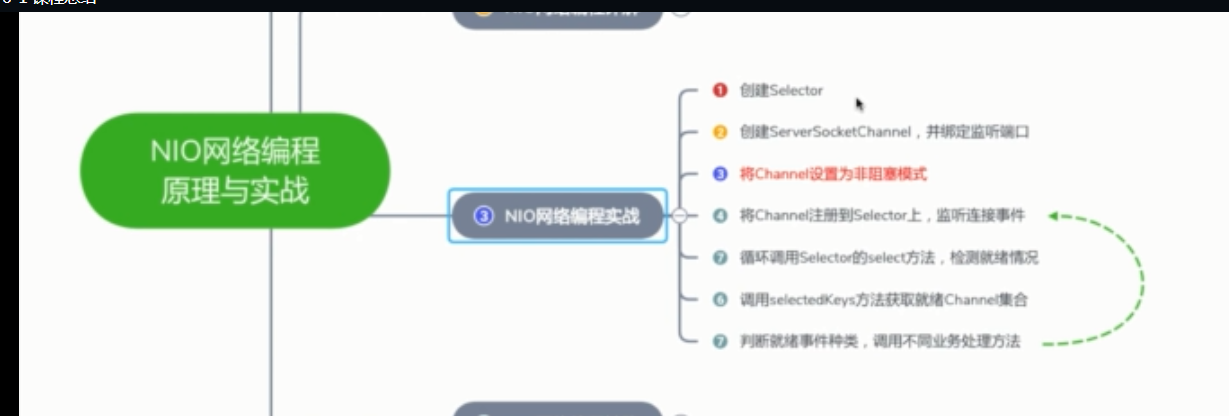 NIO网络编程
原理与实战
3 NIO网络编程实战
1 创建Selector
2 创建ServerSocketChannel，并绑定监听端口
3 将Channel设置为非阻塞模式
4 将Channel注册到Selector上，监听连接事件
7 循环调用Selector的select方法，检测就绪情况
6 调用selectedKeys方法获取就绪Channel集合
7 判断就绪事件种类，调用不同业务处理方法